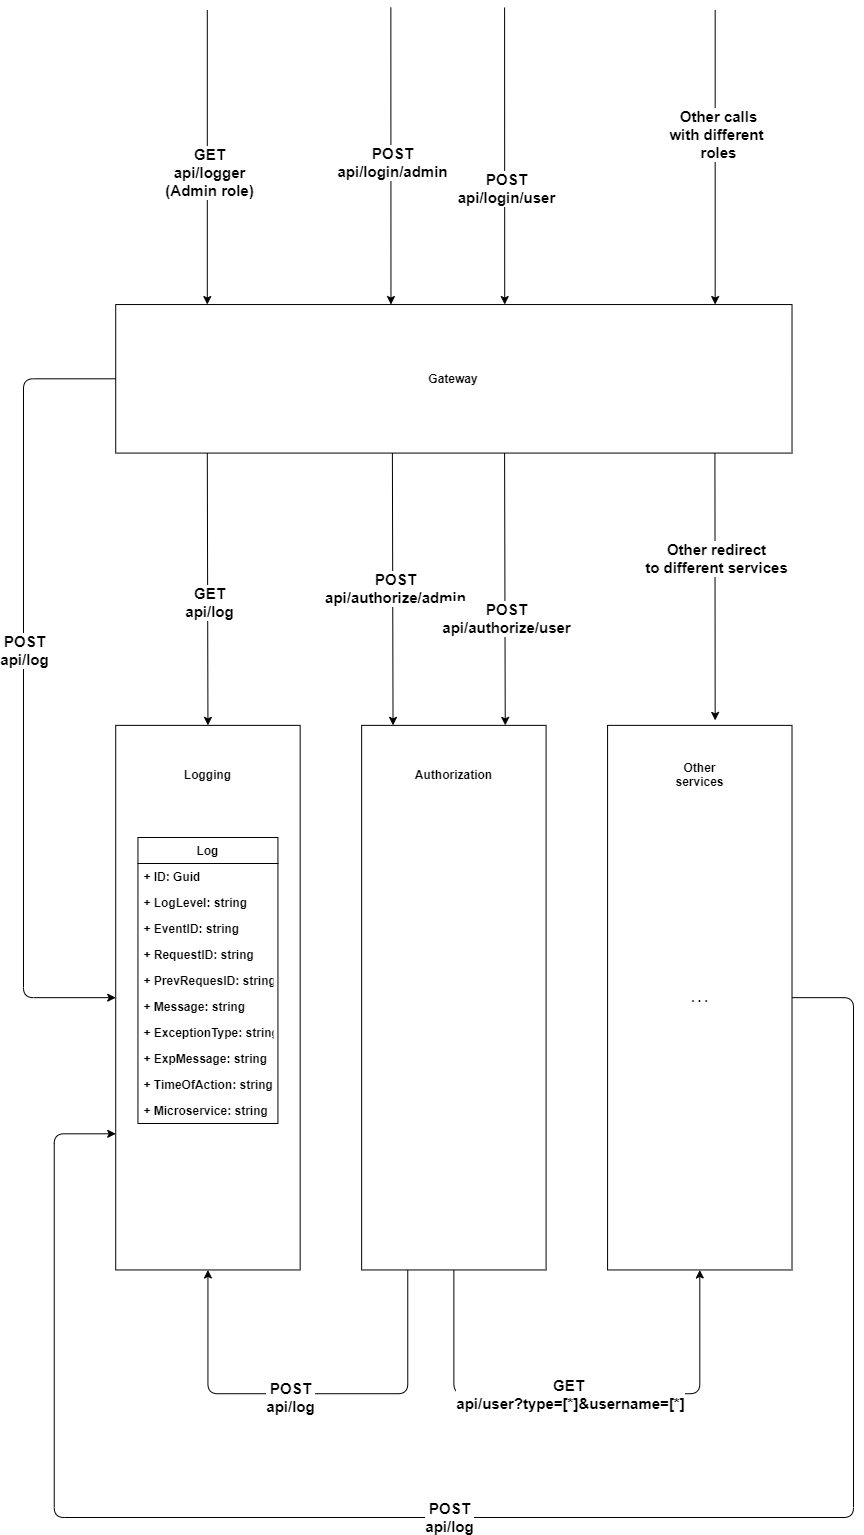 GET
api/logger
(Admin role)
POST
api/login/admin
POST
api/login/user
Other calls
with different
roles
Gateway
POST
api/log
GET
api/log
POST
api/authorize/admin
POST
api/authorize/user
Other redirect
to different services
Logging
Log
+ ID: Guid
+ LogLevel: string
+ EventID: string
+ RequestID: string
+ PrevRequesID: string
+ Message: string
+ ExceptionType: string
+ ExpMessage: string
+ TimeOfAction: string
+ Microservice: string
Authorization
Other
services
...
POST
api/log
GET
api/user?type=[*]&username=[*]
POST
api/log